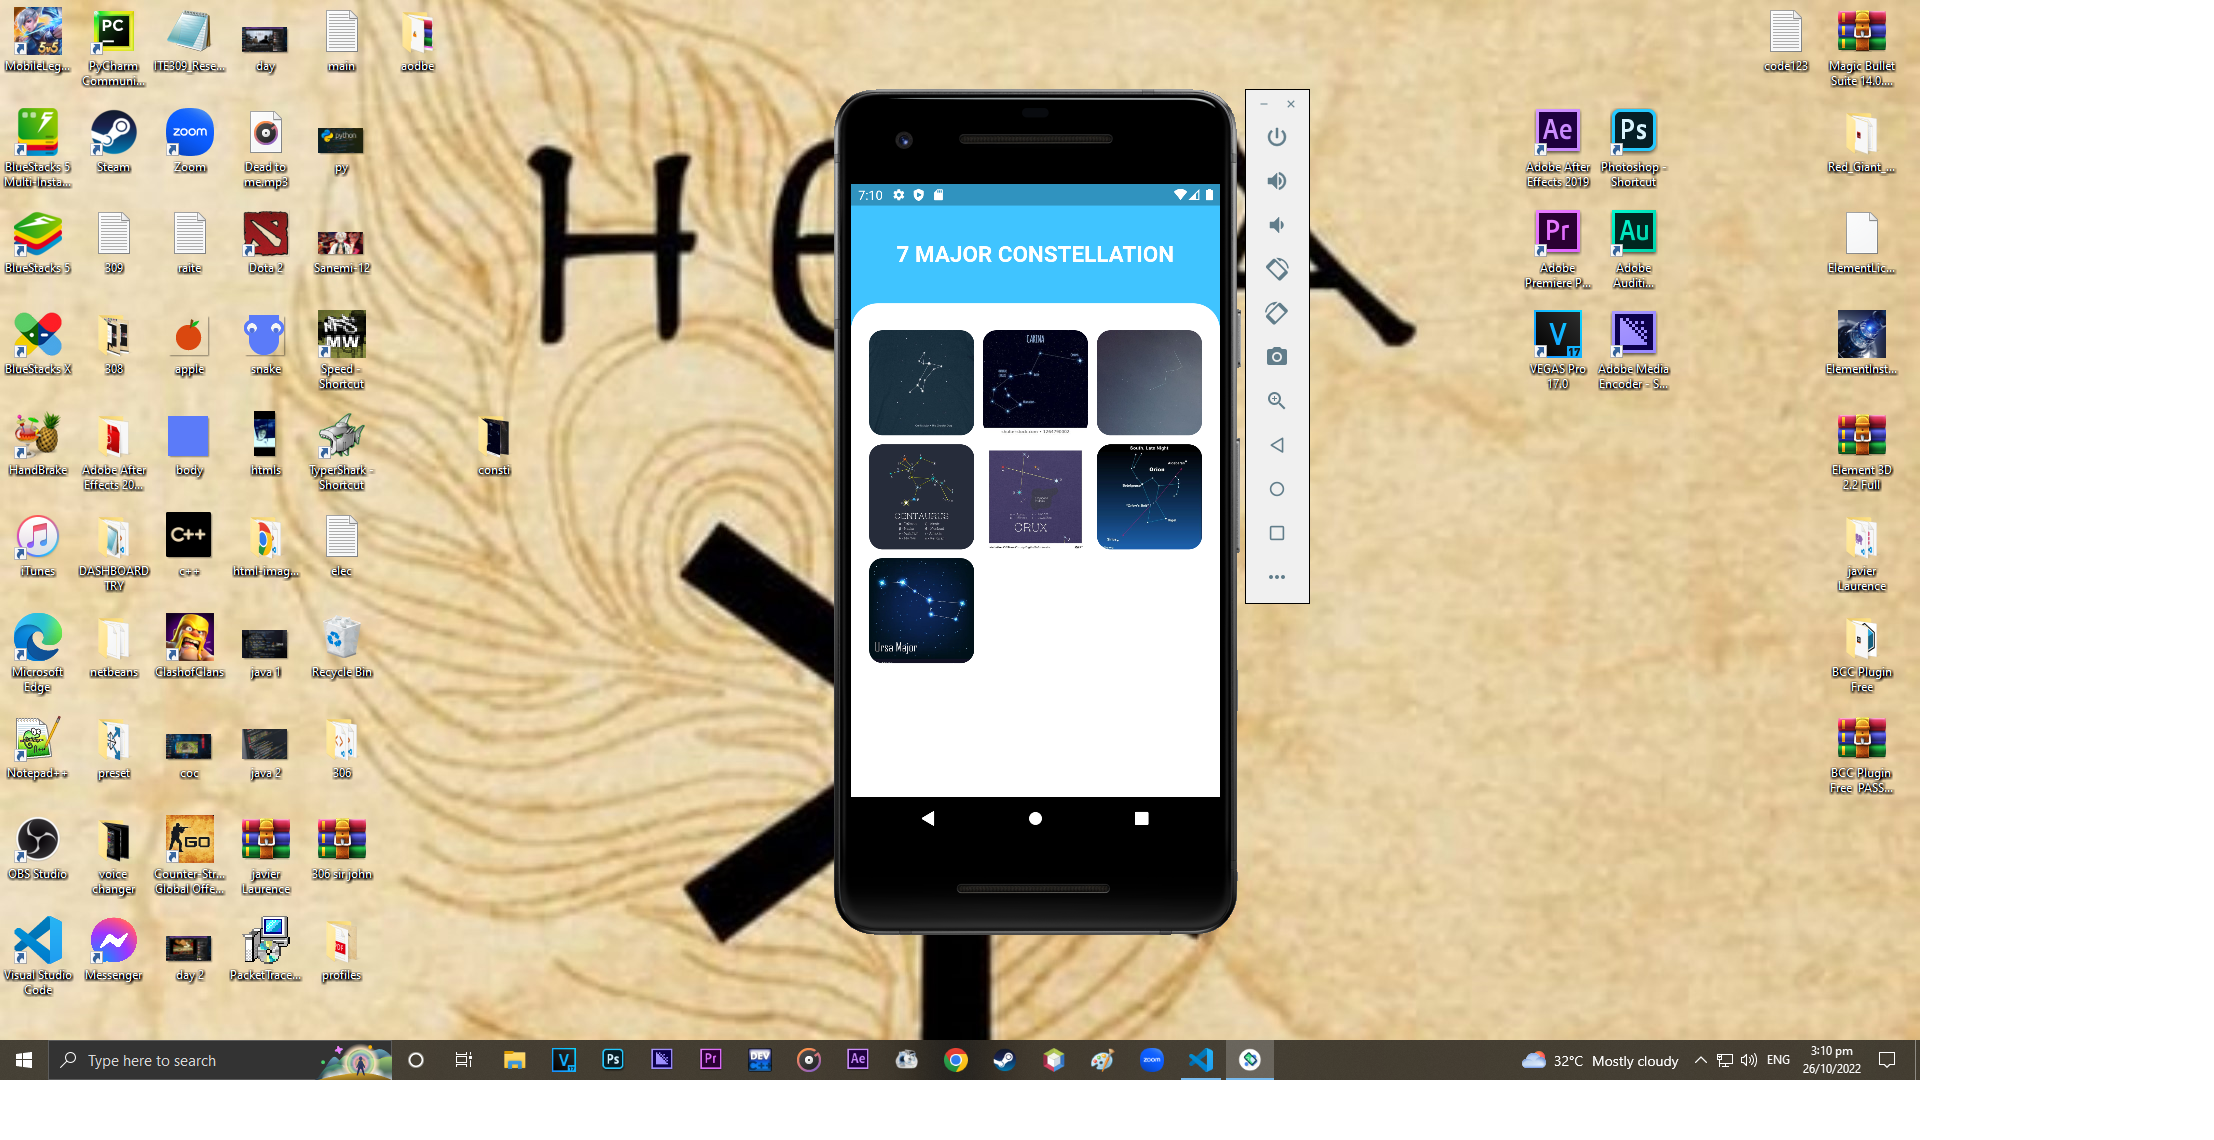 MobileLeg...
PyCharm
Communi...
ITE309_Rese...
day
main
aodbe
code123
Magic Bullet
Suite 14.0....
BlueStacks 5
Multi-Insta...
Steam
Zoom
Dead to
me.mp3
py
Adobe After
Effects 2019
Photoshop -
Shortcut
Red_Giant_...
BlueStacks 5
309
raite
Dota 2
Sanemi-12
Adobe
Premiere P...
Adobe
Auditi...
ElementLic...
BlueStacks X
308
apple
snake
Speed -
Shortcut
VEGAS Pro
17.0
Adobe Media
Encoder - S...
ElementInst...
HandBrake
Adobe After
Effects 20...
body
htmls
TyperShark -
Shortcut
consti
Element 3D
2.2 Full
iTunes
DASHBOARD
TRY
c++
html-imag...
elec
javier
Laurence
Microsoft
Edge
netbeans
ClashofClans
java 1
Recycle Bin
BCC Plugin
Free
Notepad++
preset
coc
java 2
306
BCC Plugin
Free_PASS...
OBS Studio
voice
changer
Counter-Str...
Global Offe...
javier
Laurence
306 sir john
Visual Studio
Code
Messenger
day 2
PacketTrace...
profiles
7:10
7 MAJOR CONSTELLATION
CARINA
CENTAURUS
CRUX
South, Late Night
Orion
Ursa Major
Type here to search
32°C Mostly cloudy
ENG
3:10 pm
26/10/2022